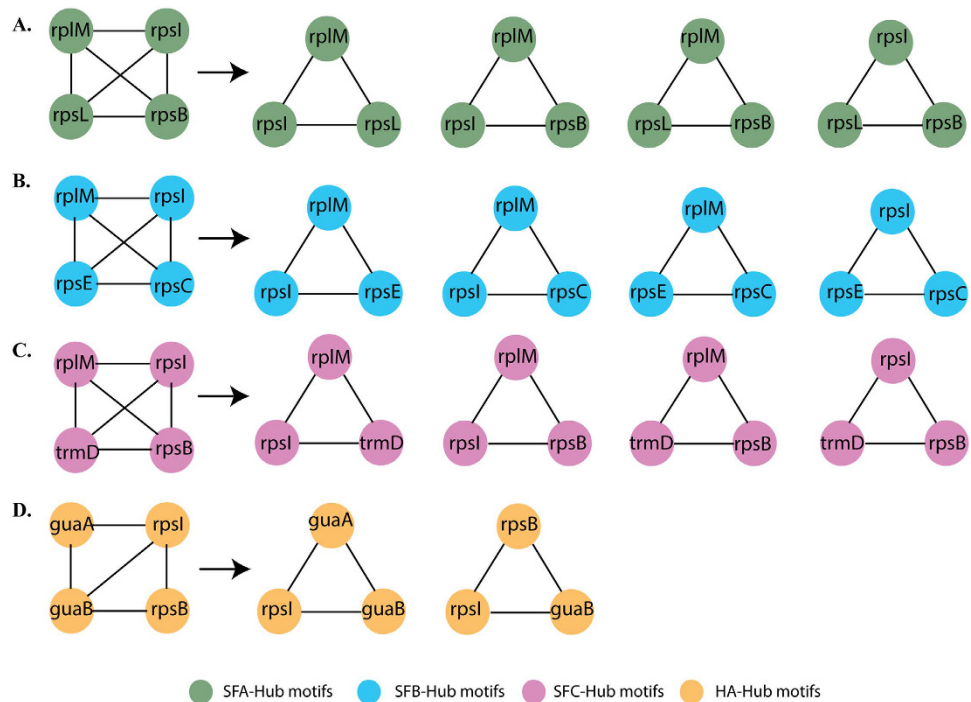 A.
rplM rpsI rplM rplM rplM rpsI
rpsL rpsB rpsI rpsL rpsI rpsB rpsL rpsB rpsL rpsB
B.
rplM rpsI rplM rplM rplM rpsI
rpsE rpsC rpsI rpsE rpsI rpsC rpsE rpsC rpsE rpsC
C.
rplM rpsI rplM rplM rplM rpsI
trmD rpsB rpsI trmD rpsI rpsB trmD rpsB trmD rpsB
D.
guaA rpsI guaA rpsB
guaB rpsB rpsI guaB rpsI guaB
SFA-Hub motifs SFB-Hub motifs SFC-Hub motifs HA-Hub motifs